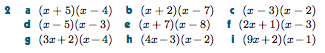 2 a (x + 5)(x − 4) b (x + 2)(x − 7) c (x − 3)(x − 2)
d (x − 5)(x − 3) e (x + 7)(x − 8) f (2x + 1)(x − 3)
g (3x + 2)(x − 4) h (4x − 3)(x − 2) i (9x + 2)(x − 1)